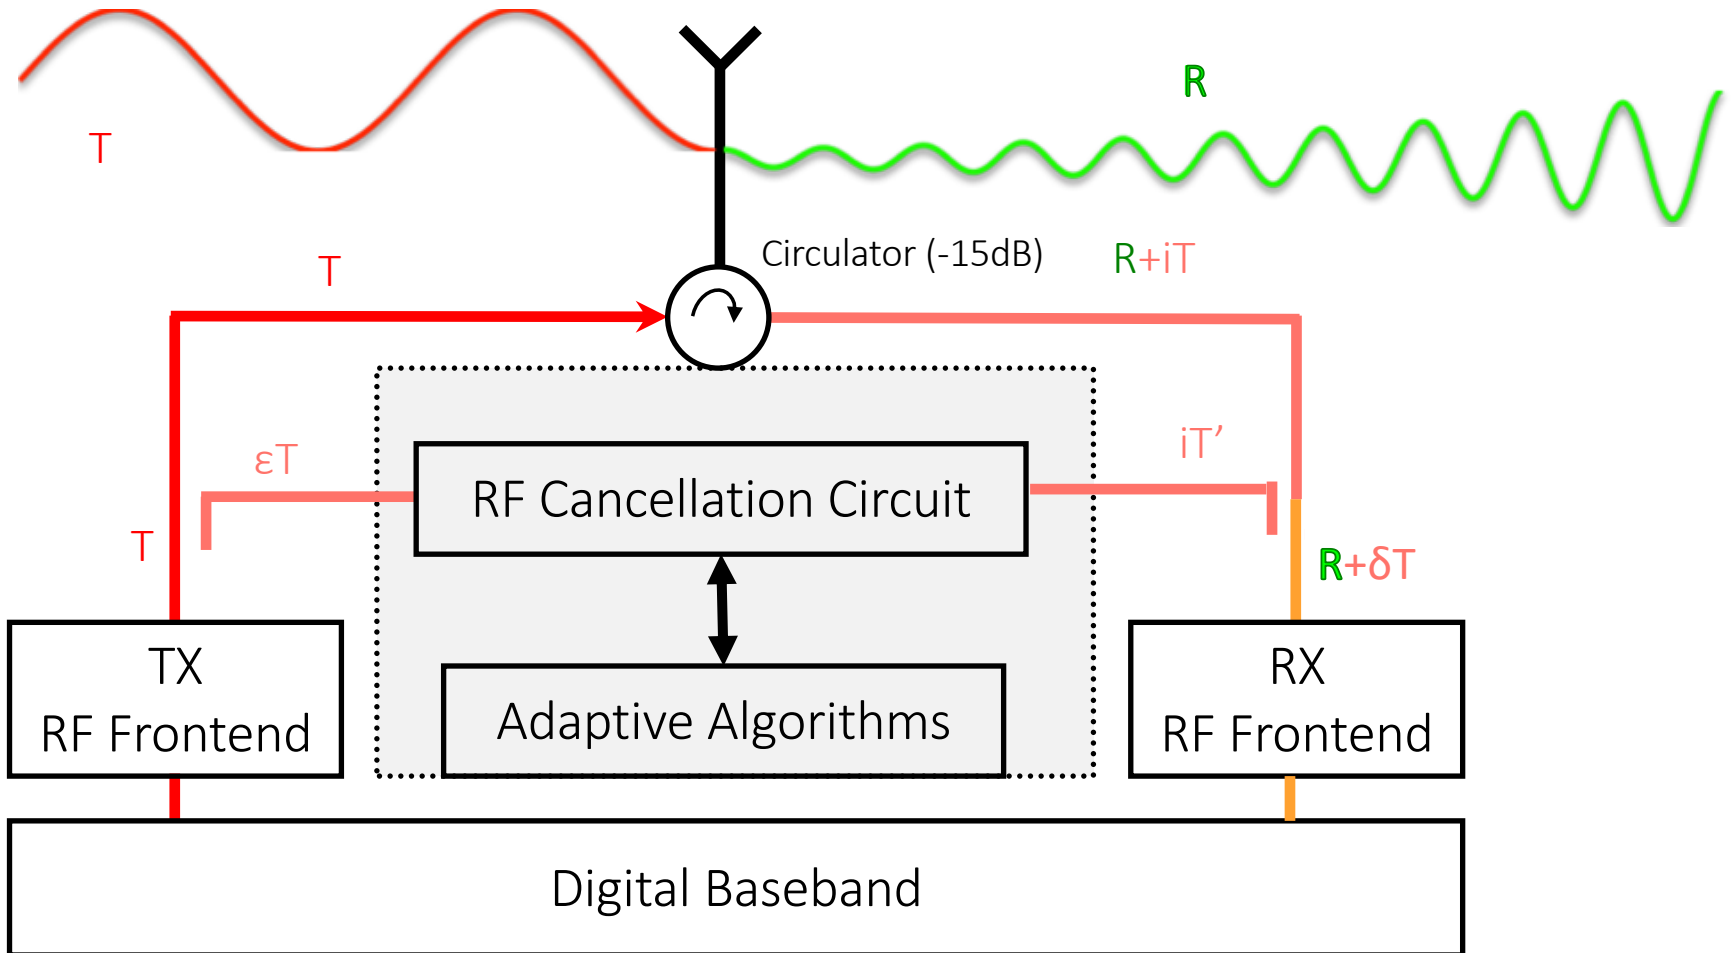 R
T
Circulator (-15dB)
R+iT
T
iT’
εT
RF Cancellation Circuit
T
R+δT
TX
RF Frontend
RX
RF Frontend
Adaptive Algorithms
Digital Baseband